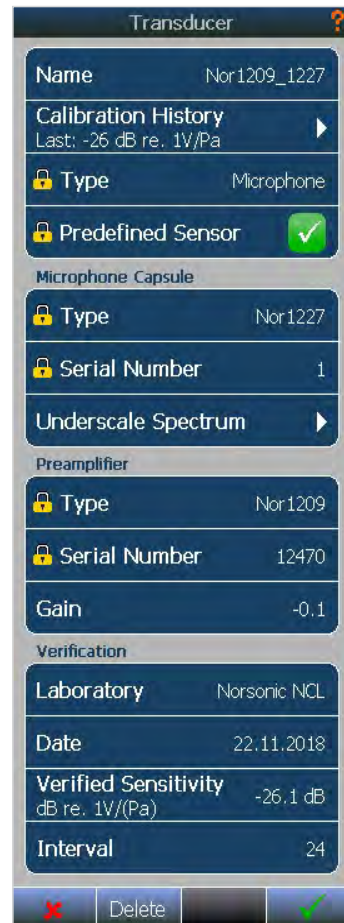 Transducer ?
Name Nor1209_1227
Calibration History
Last: -26 dB re. 1V/Pa
Type Microphone
Predefined Sensor
Microphone Capsule
Type Nor1227
Serial Number 1
Underscale Spectrum
Preamplifier
Type Nor1209
Serial Number 12470
Gain -0.1
Verification
Laboratory Norsonic NCL
Date 22.11.2018
Verified Sensitivity -26.1 dB
dB re. 1V/(Pa)
Interval 24
Delete